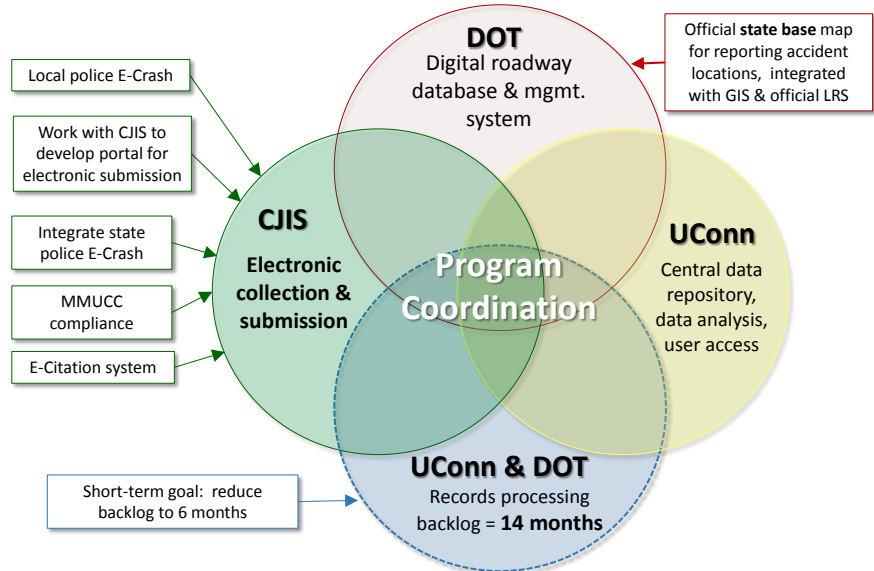 DOT
Digital roadway
database & mgmt.
system
Official state base map
for reporting accident
locations, integrated
with GIS & official LRS
Local police E-Crash
Work with CJIS to
develop portal for
electronic submission
Integrate state
police E-Crash
MMUCC
compliance
E-Citation system
CJIS
Electronic
collection &
submission
Program
Coordination
UConn
Central data
repository,
data analysis,
user access
UConn & DOT
Records processing
backlog = 14 months
Short-term goal: reduce
backlog to 6 months